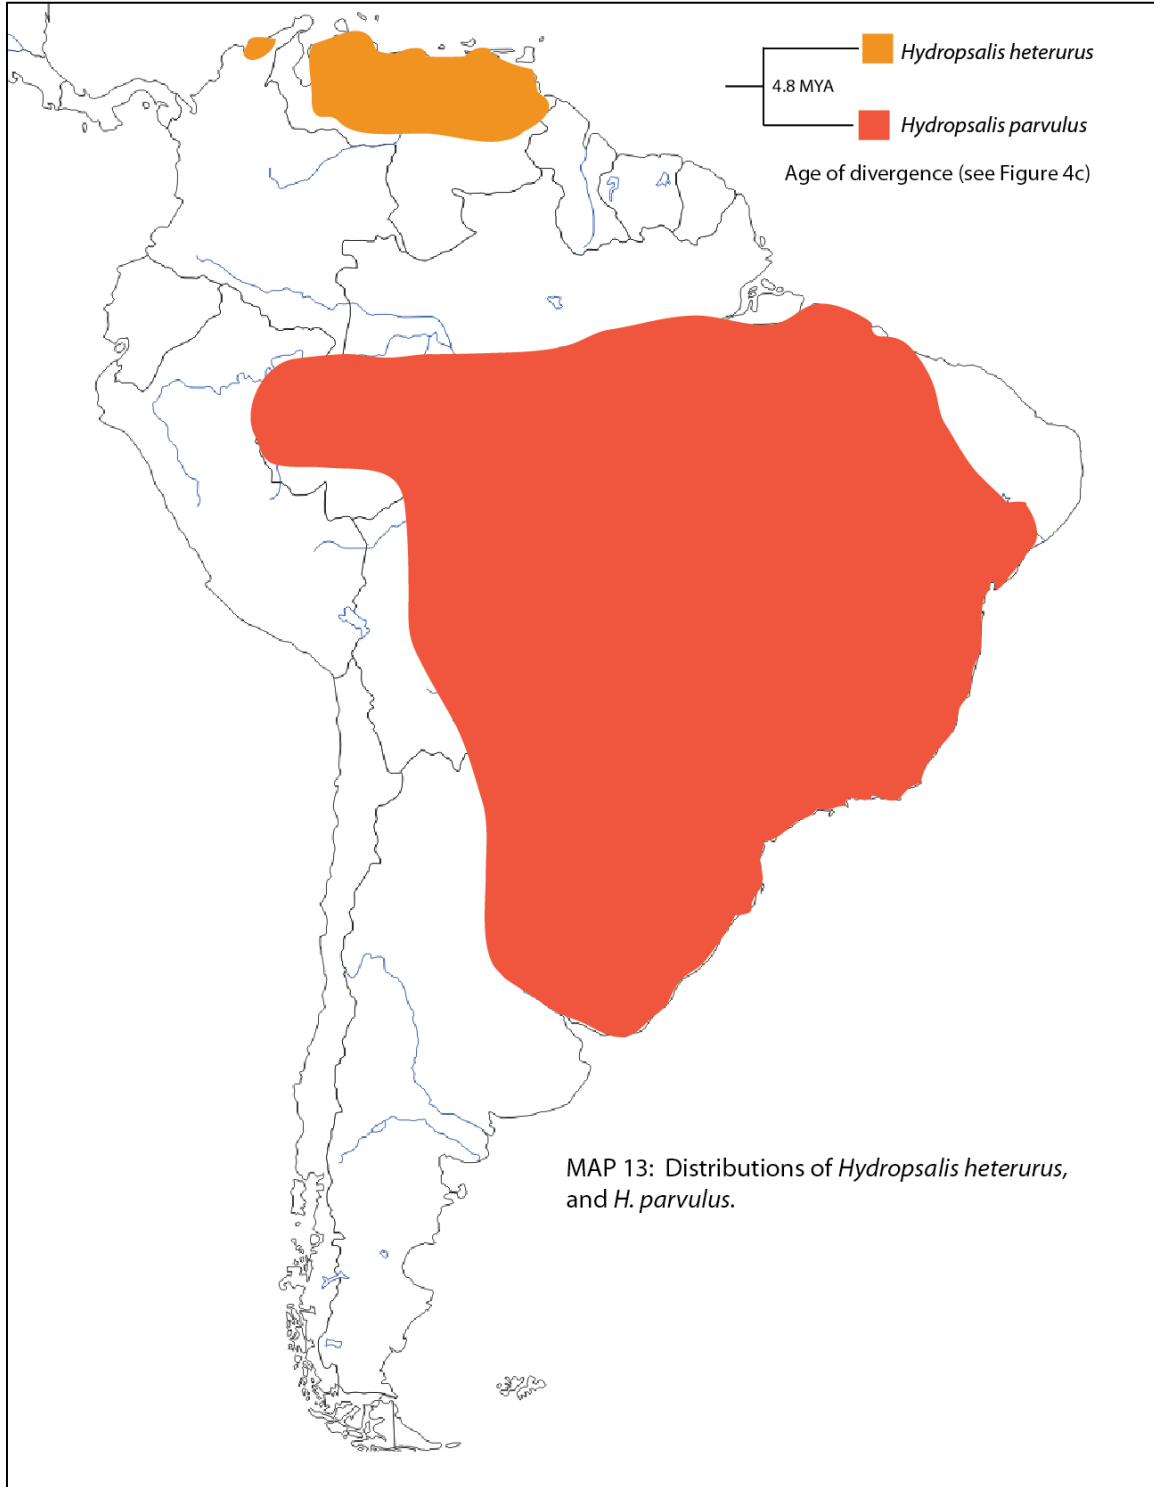 Hydropsalis heterurus
4.8 MYA
Hydropsalis parvulus
Age of divergence (see Figure 4c)
MAP 13: Distributions of Hydropsalis heterurus,
and H. parvulus.